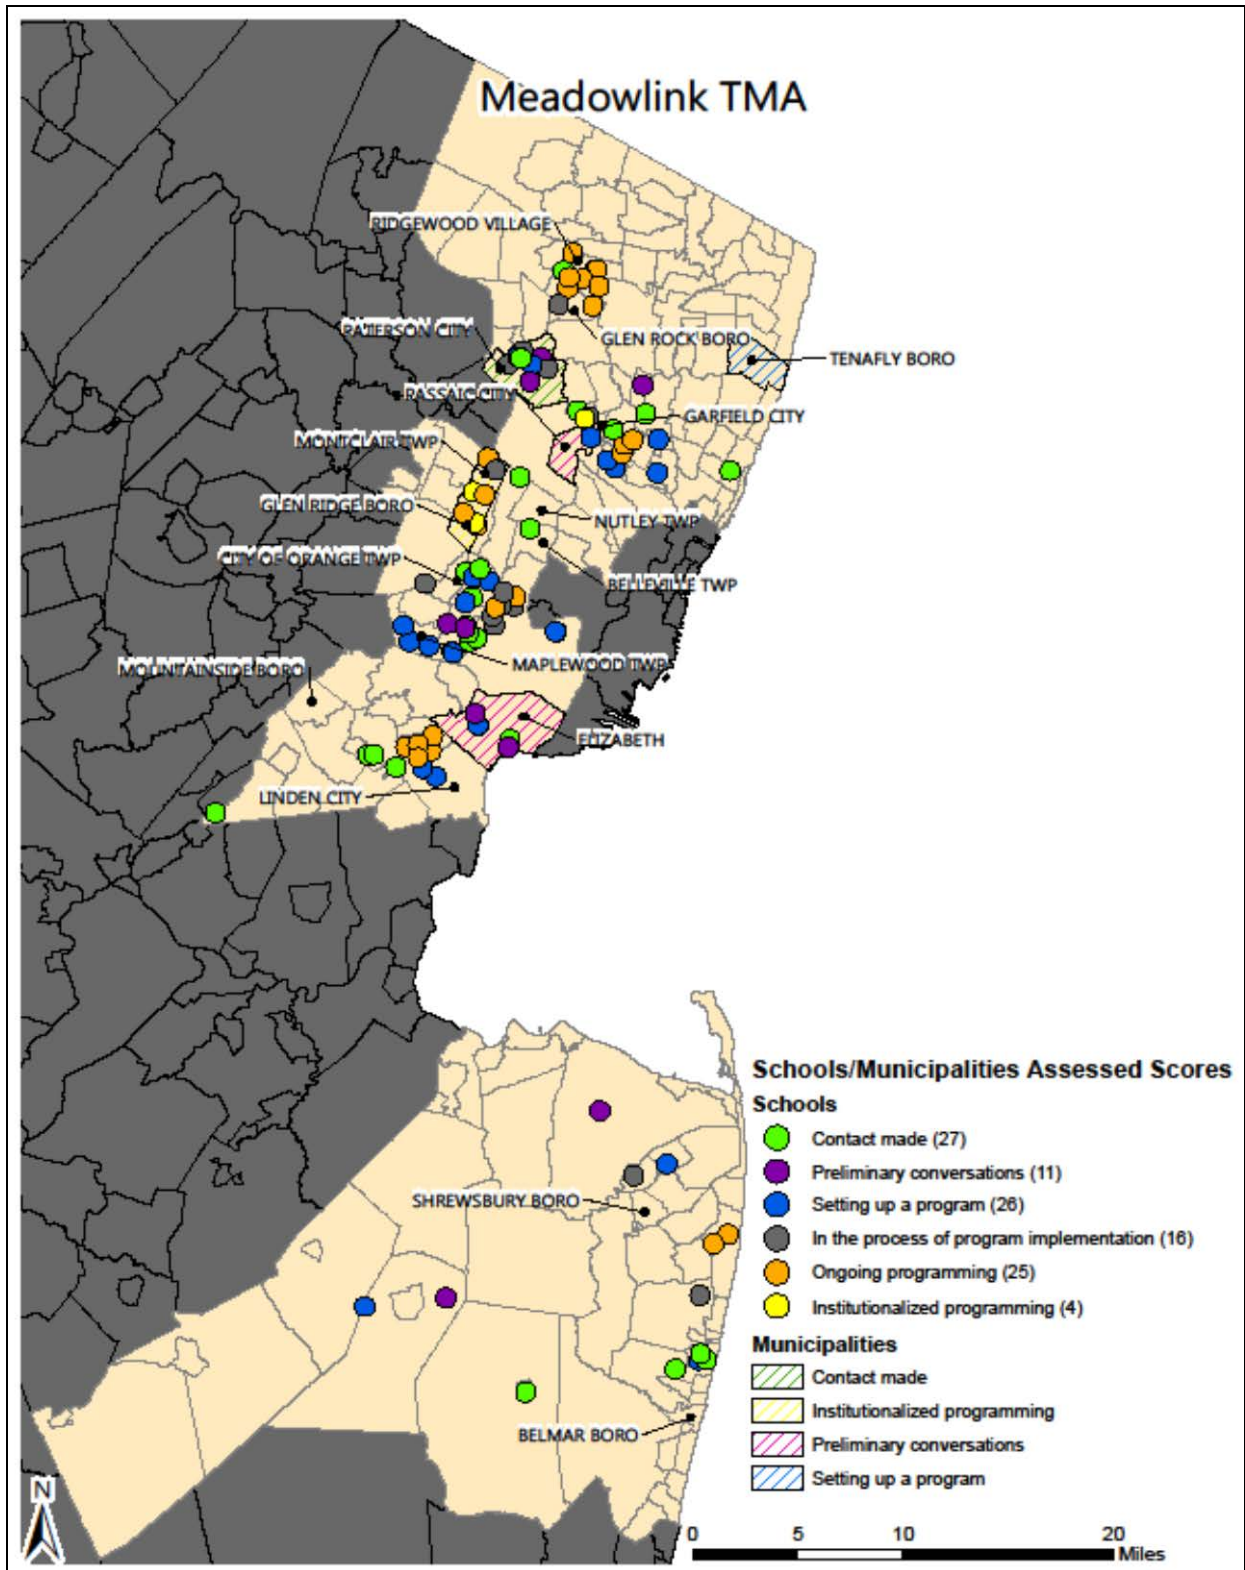 Meadowlink TMA
RIDGEWOOD VILLAGE
PATERSON CITY
GLEN ROCK BORO
TENAFLY BORO
PASSAIC CITY
GARFIELD CITY
MONTCLAIR TWP
GLEN RIDGE BORO
NUTLEY TWP
CITY OF ORANGE TWP
BELLEVILLE TWP
MAPLEWOOD TWP
MOUNTAINSIDE BORO
ELIZABETH
LINDEN CITY
SHREWSBURY BORO
BELMAR BORO
Schools/Municipalities Assessed Scores
Schools
Contact made (27)
Preliminary conversations (11)
Setting up a program (26)
In the process of program implementation (16)
Ongoing programming (25)
Institutionalized programming (4)
Municipalities
Contact made
Institutionalized programming
Preliminary conversations
Setting up a program
N
0 5 10 20
Miles